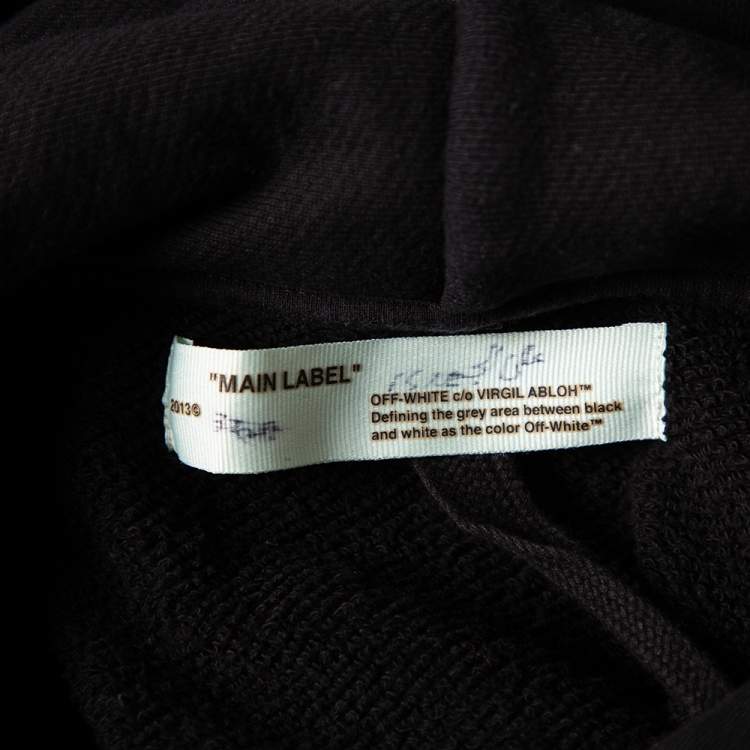 "MAIN LABEL"
2013©
OFF-WHITE c/o VIRGIL ABLOH™
Defining the grey area between black
and white as the color Off-White™